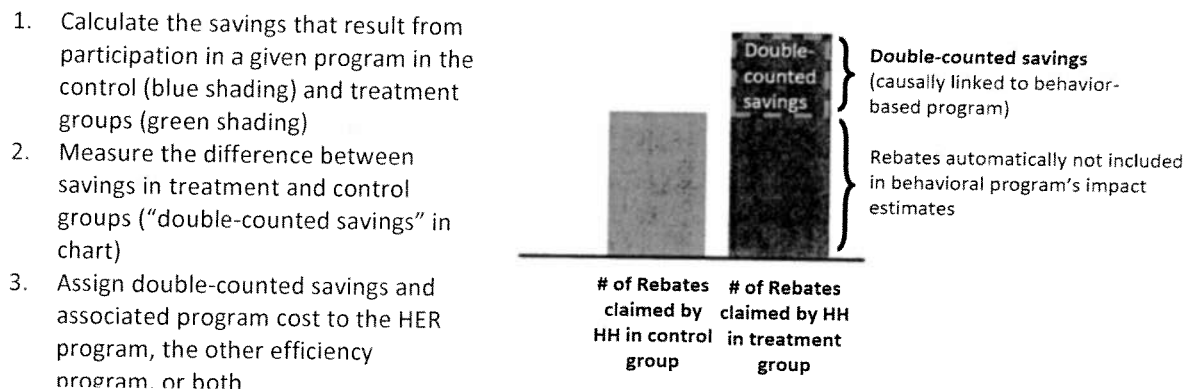 1. Calculate the savings that result from
participation in a given program in the
control (blue shading) and treatment
groups (green shading)
2. Measure the difference between
savings in treatment and control
groups (“double-counted savings” in
chart)
3. Assign double-counted savings and
associated program cost to the HER
program, the other efficiency
program, or both
Double-
counted
savings
Double-counted savings
(causally linked to behavior-
based program)
Rebates automatically not included
in behavioral program’s impact
estimates
# of Rebates
claimed by
HH in control
group
# of Rebates
claimed by HH
in treatment
group